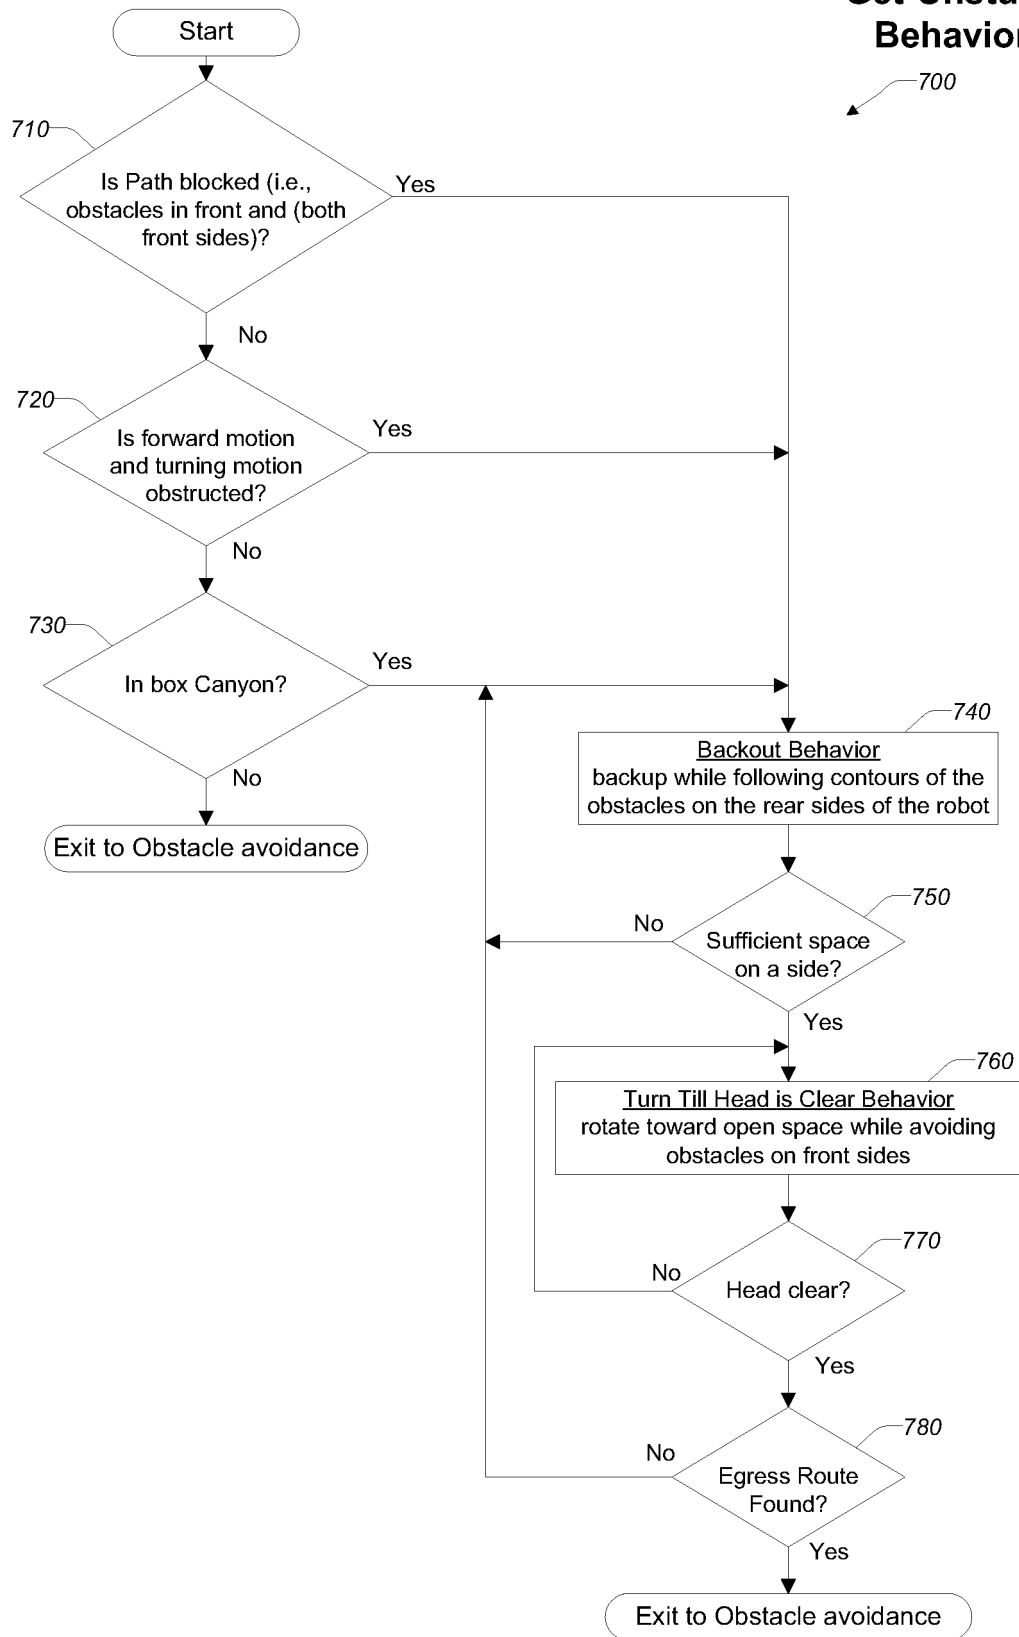 Start
Behavior
700
710
Is Path blocked (i.e.,
obstacles in front and (both
front sides)?
Yes
No
720
Is forward motion
and turning motion
obstructed?
Yes
No
730
In box Canyon?
Yes
No
Exit to Obstacle avoidance
740
Backout Behavior
backup while following contours of the
obstacles on the rear sides of the robot
750
Sufficient space
on a side?
No
Yes
760
Turn Till Head is Clear Behavior
rotate toward open space while avoiding
obstacles on front sides
770
Head clear?
No
Yes
780
Egress Route
Found?
No
Yes
Exit to Obstacle avoidance